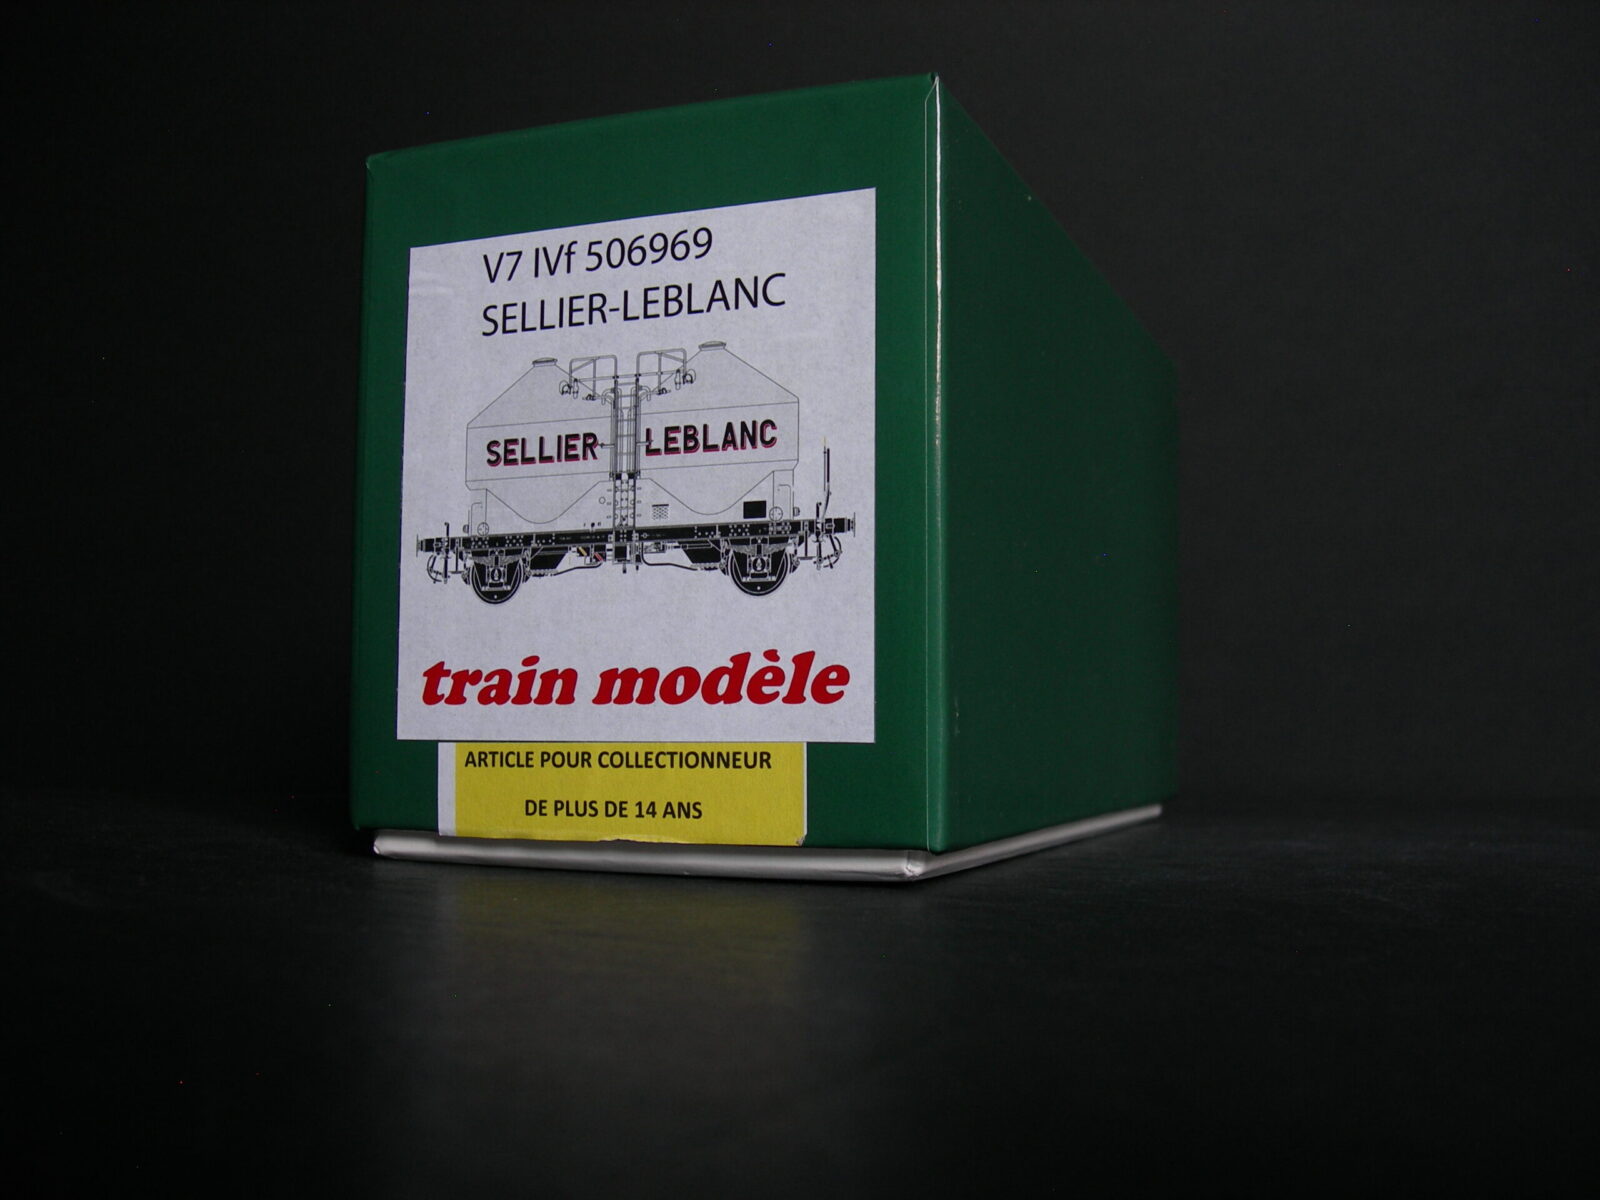 V7 IVf 506969
SELLIER-LEBLANC
SELLIER LEBLANC
train modèle
ARTICLE POUR COLLECTIONNEUR
DE PLUS DE 14 ANS